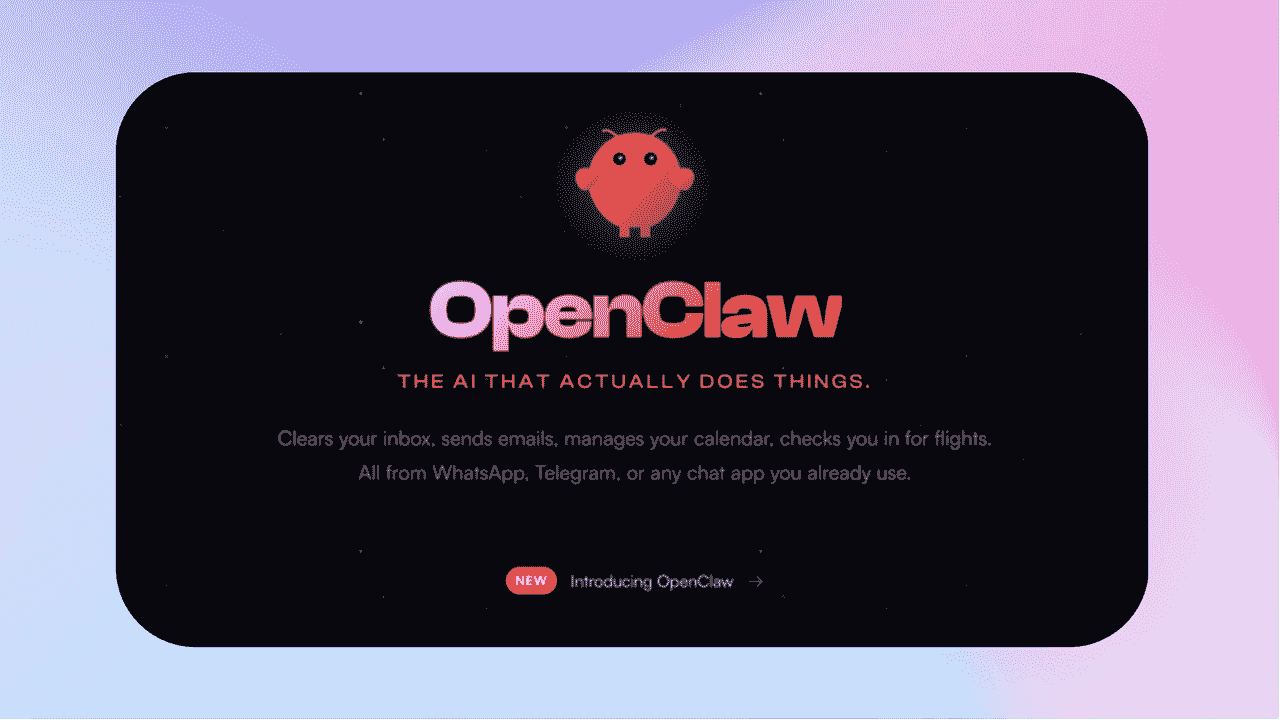 OpenClaw
THE AI THAT ACTUALLY DOES THINGS.
Clears your inbox, sends emails, manages your calendar, checks you in for flights.
All from WhatsApp, Telegram, or any chat app you already use.
NEW Introducing OpenClaw →